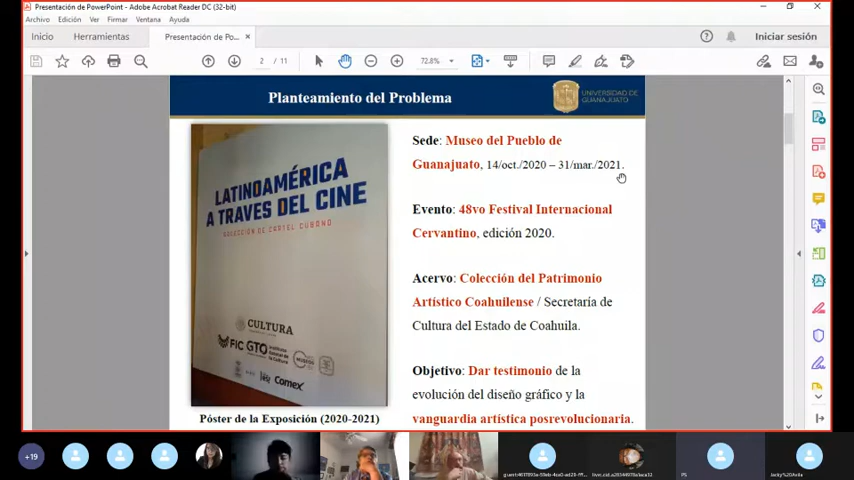 Presentación de PowerPoint - Adobe Acrobat Reader DC (32-bit)
Archivo Edición Ver Firmar Ventana Ayuda
Inicio Herramientas Presentación de Po... × Iniciar sesión
2 / 11 72.8%
Planteamiento del Problema
UNIVERSIDAD DE
GUANAJUATO
LATINOAMÉRICA
A TRAVES DEL CINE
SELECCIÓN DE CARTEL CUBANO
CULTURA
FIC GTO
Comex
Póster de la Exposición (2020-2021)
Sede: Museo del Pueblo de
Guanajuato, 14/oct./2020 – 31/mar./2021.
Evento: 48vo Festival Internacional
Cervantino, edición 2020.
Acervo: Colección del Patrimonio
Artístico Coahuilense / Secretaría de
Cultura del Estado de Coahuila.
Objetivo: Dar testimonio de la
evolución del diseño gráfico y la
vanguardia artística posrevolucionaria.
+19
PS
Jacky%20Avila